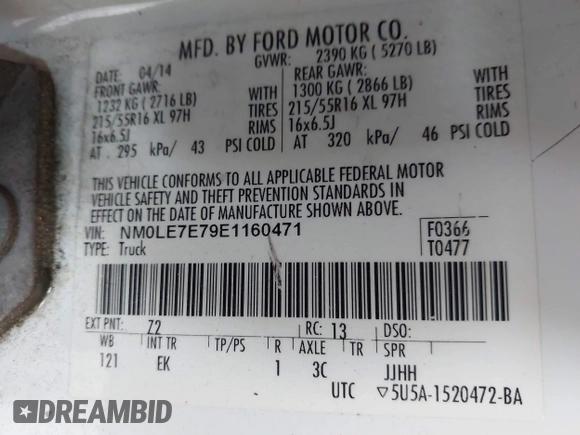 MFD. BY FORD MOTOR CO.
GVWR: 2390 KG ( 5270 LB)
DATE: 04/14
FRONT GAWR: WITH
1232 KG ( 2716 LB) TIRES
215/55R16 XL 97H RIMS
16x6.5J
AT 295 kPa/ 43 PSI COLD
REAR GAWR: WITH
1300 KG ( 2866 LB) TIRES
215/55R16 XL 97H RIMS
16x6.5J
AT 320 kPa/ 46 PSI COLD
THIS VEHICLE CONFORMS TO ALL APPLICABLE FEDERAL MOTOR
VEHICLE SAFETY AND THEFT PREVENTION STANDARDS IN
EFFECT ON THE DATE OF MANUFACTURE SHOWN ABOVE.
VIN: NM0LE7E79E1160471 F0366
TYPE: Truck T0477
EXT PNT: Z2 RC: 13 DSO:
WB INT TR TP/PS R AXLE TR SPR
121 EK 1 3C JJHH
UTC ▽5U5A-1520472-BA
AUTOBIDMASTER
DREAMBID